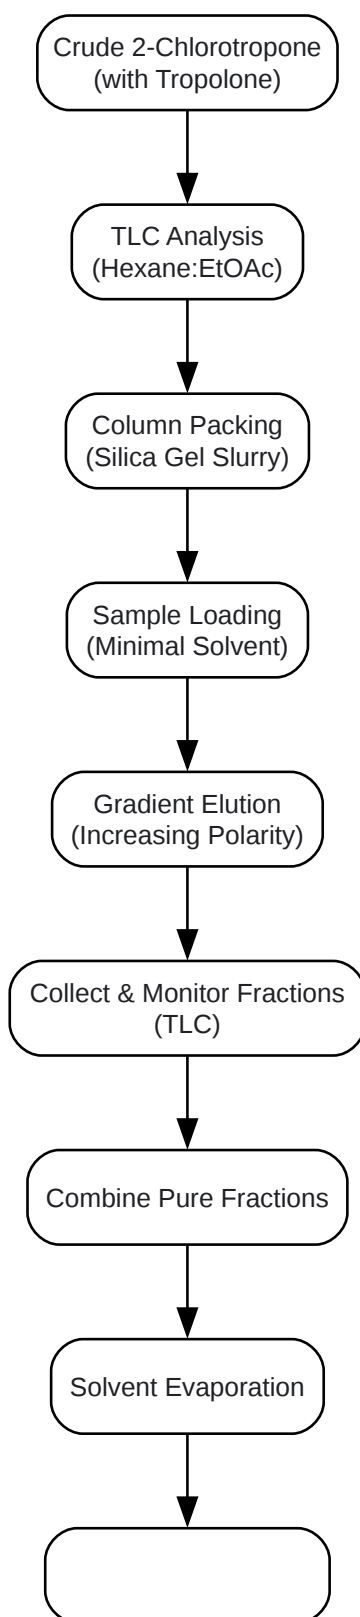 Crude 2-Chlorotropone
(with Tropolone)
TLC Analysis
(Hexane:EtOAc)
Column Packing
(Silica Gel Slurry)
Sample Loading
(Minimal Solvent)
Gradient Elution
(Increasing Polarity)
Collect & Monitor Fractions
(TLC)
Combine Pure Fractions
Solvent Evaporation